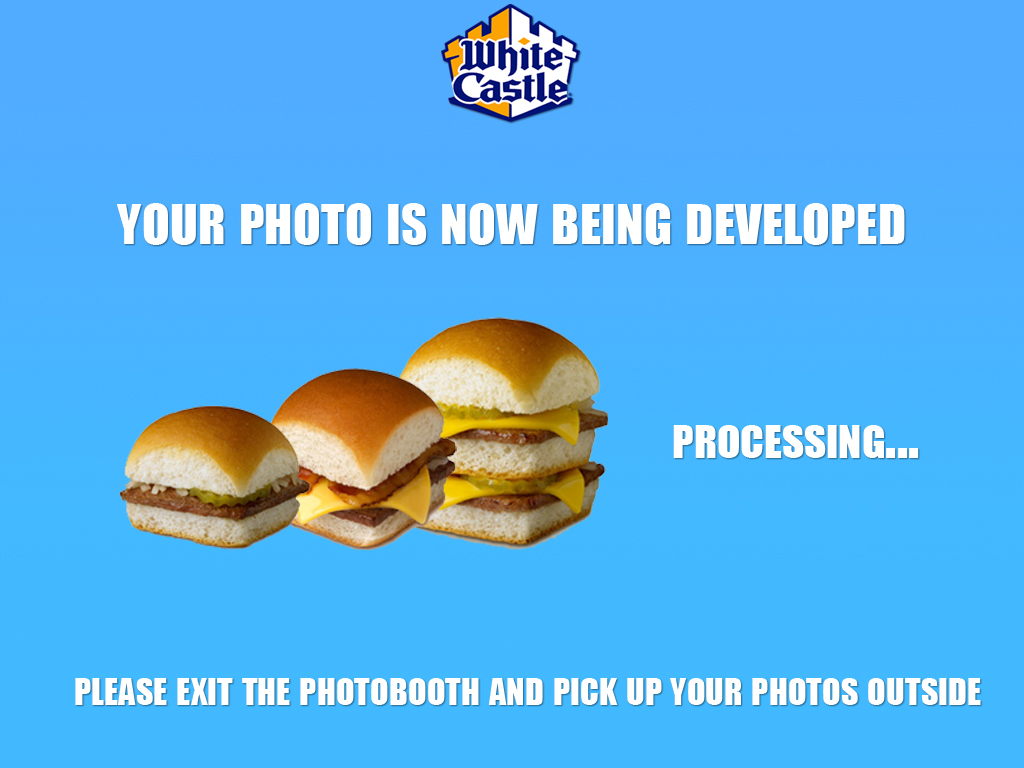 White
Castle
YOUR PHOTO IS NOW BEING DEVELOPED
PROCESSING...
PLEASE EXIT THE PHOTOBOOTH AND PICK UP YOUR PHOTOS OUTSIDE